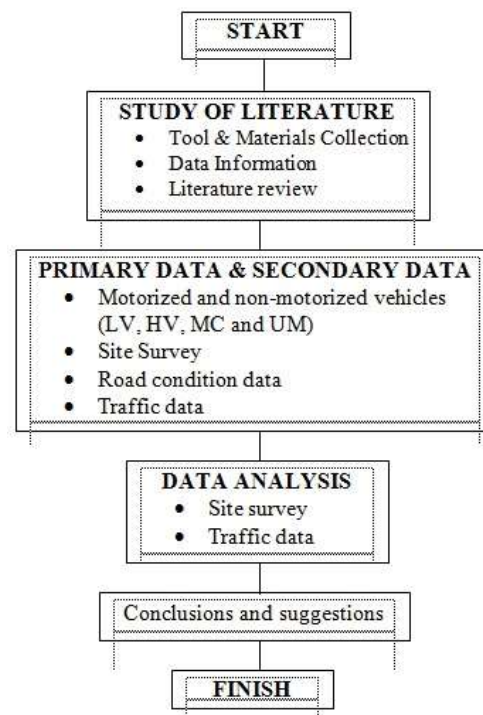 START
STUDY OF LITERATURE
• Tool & Materials Collection
• Data Information
• Literature review
PRIMARY DATA & SECONDARY DATA
• Motorized and non-motorized vehicles
(LV, HV, MC and UM)
• Site Survey
• Road condition data
• Traffic data
DATA ANALYSIS
• Site survey
• Traffic data
Conclusions and suggestions
FINISH